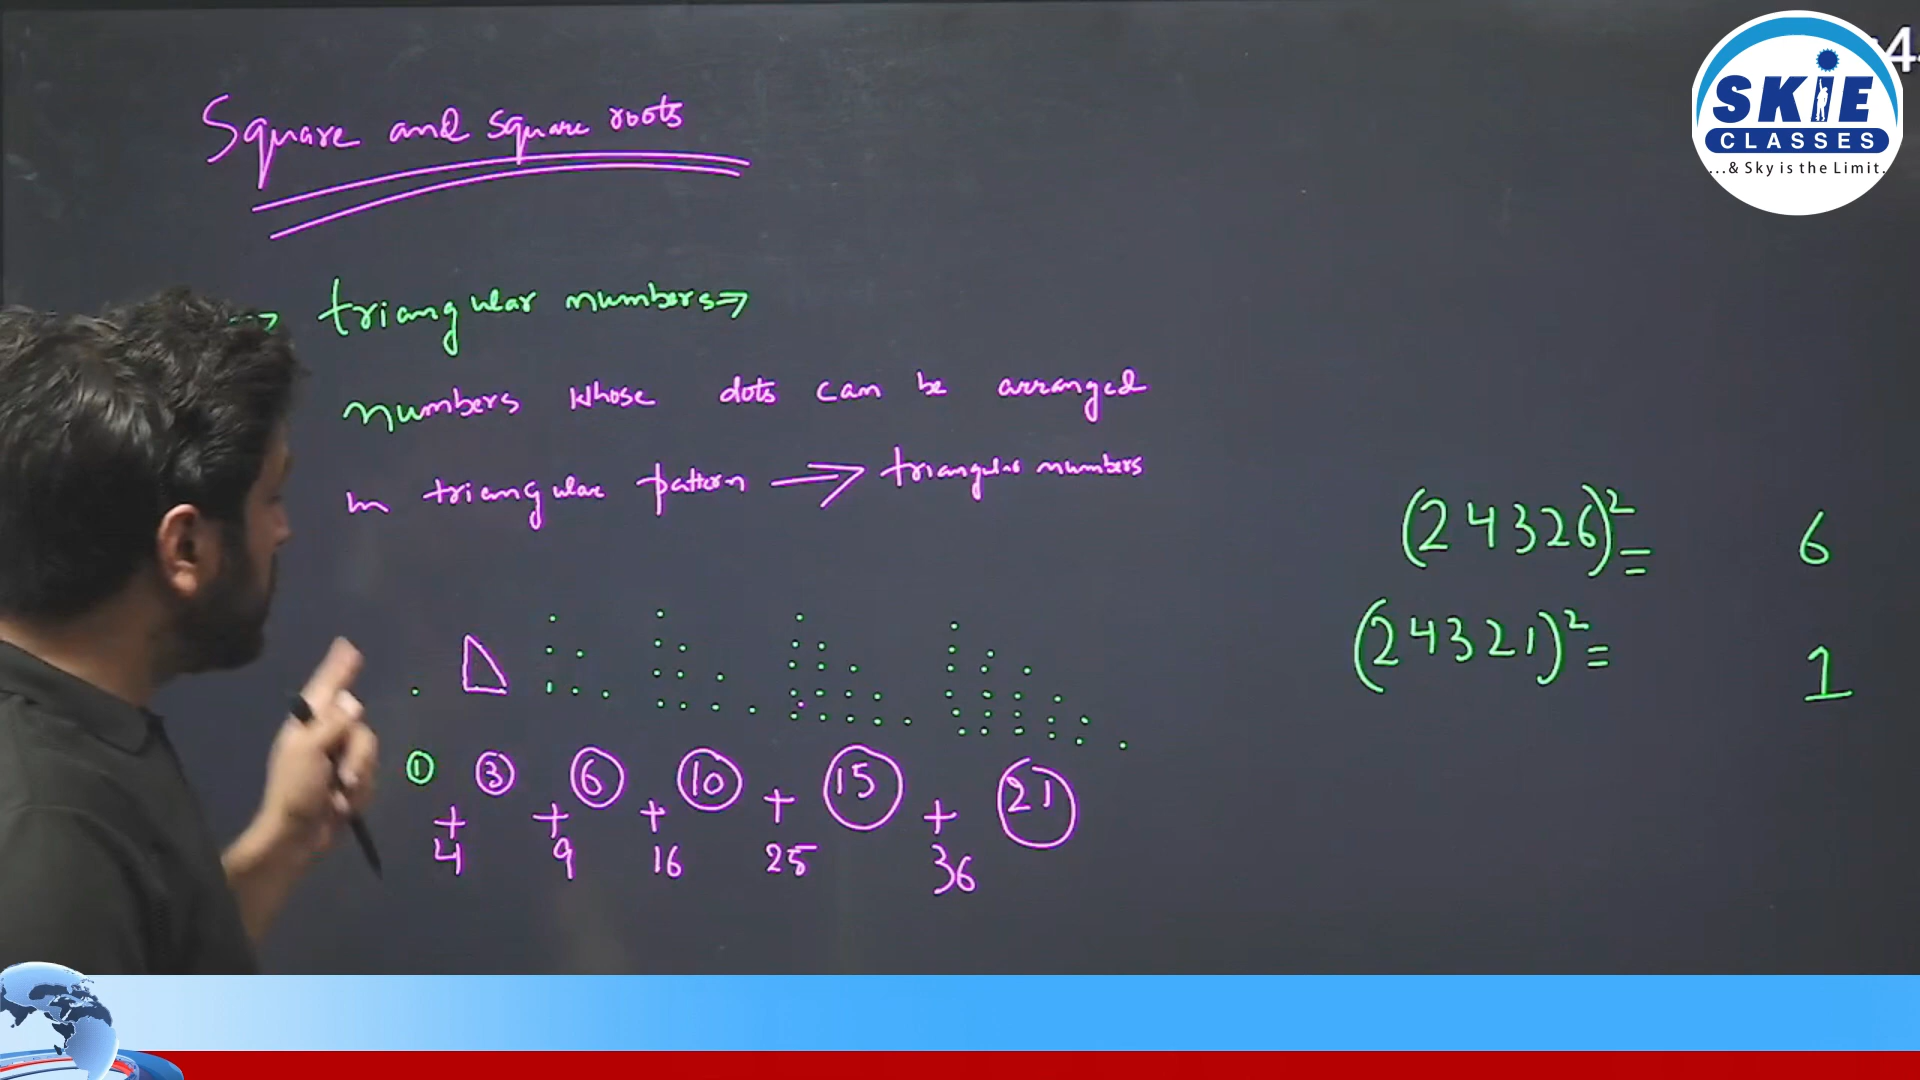 Square and square roots
triangular numbers ⇒
numbers whose dots can be arranged
in triangular pattern → triangular numbers
① ③ ⑥ ⑩ ⑮ ㉑
+ + + + +
4 9 16 25 36
(24326)² = 6
(24321)² = 1
SKIE
CLASSES
...& Sky is the Limit.